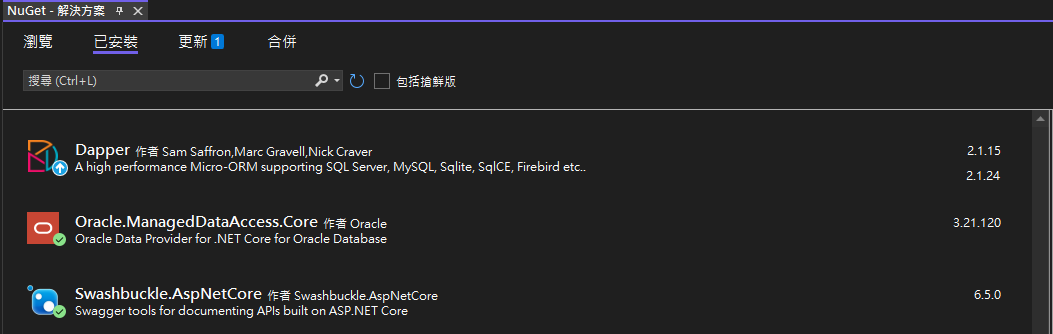 NuGet - 解決方案
瀏覽 已安裝 更新 1 合併
搜尋 (Ctrl+L) 包括搶鮮版
Dapper 作者 Sam Saffron,Marc Gravell,Nick Craver 2.1.15
A high performance Micro-ORM supporting SQL Server, MySQL, Sqlite, SqlCE, Firebird etc..
2.1.24
Oracle.ManagedDataAccess.Core 作者 Oracle 3.21.120
Oracle Data Provider for .NET Core for Oracle Database
Swashbuckle.AspNetCore 作者 Swashbuckle.AspNetCore 6.5.0
Swagger tools for documenting APIs built on ASP.NET Core